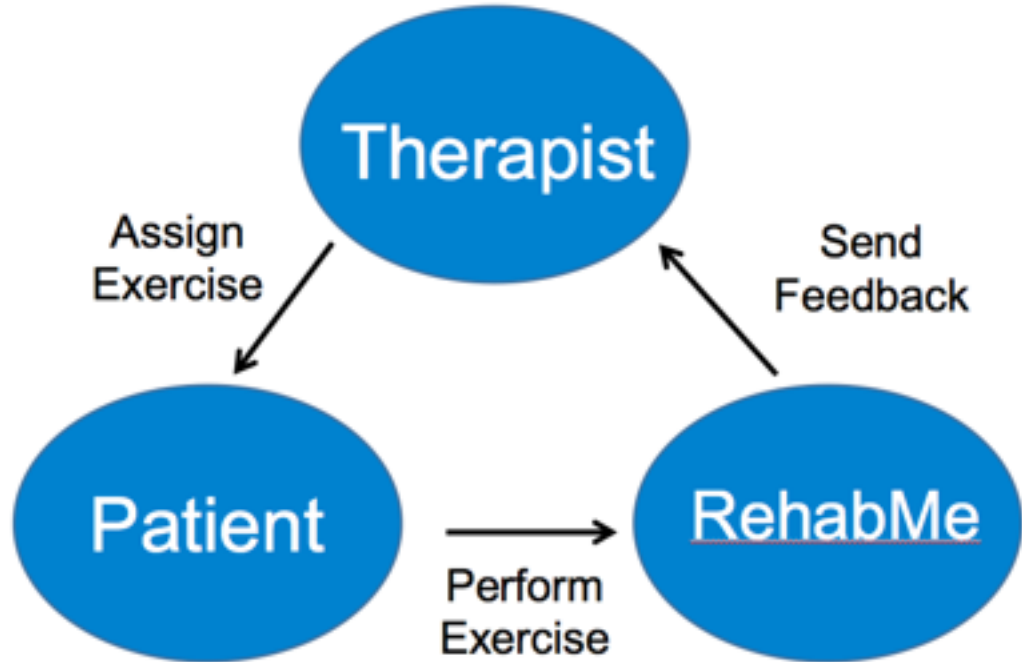 Therapist
Assign
Exercise
Send
Feedback
Patient
RehabMe
Perform
Exercise